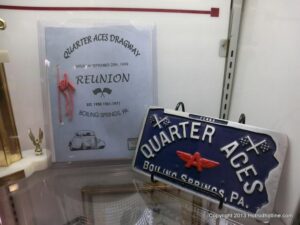 QUARTER ACES DRAGWAY
REUNION
BOILING SPRINGS, PA.
QUARTER ACES
BOILING SPRINGS, PA.
Copyright 2013 Hotrodhotline.com